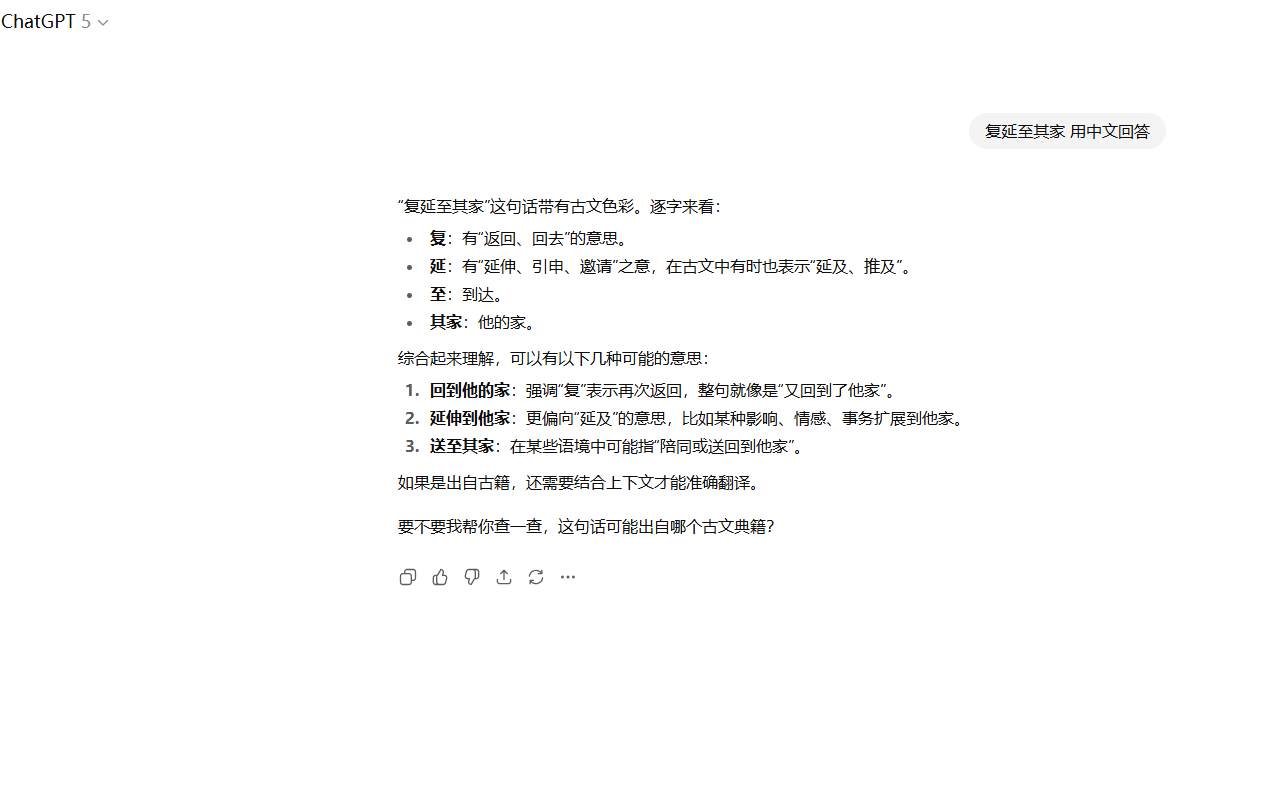 ChatGPT 5
复延至其家 用中文回答
“复延至其家”这句话带有古文色彩。逐字来看：
复：有“返回、回去”的意思。
延：有“延伸、引申、邀请”之意，在古文中有时也表示“延及、推及”。
至：到达。
其家：他的家。
综合起来理解，可以有以下几种可能的意思：
1. 回到他的家：强调“复”表示再次返回，整句就像是“又回到了他家”。
2. 延伸到他家：更偏向“延及”的意思，比如某种影响、情感、事务扩展到他家。
3. 送至其家：在某些语境中可能指“陪同或送回到他家”。
如果是出自古籍，还需要结合上下文才能准确翻译。
要不要我帮你查一查，这句话可能出自哪个古文典籍？